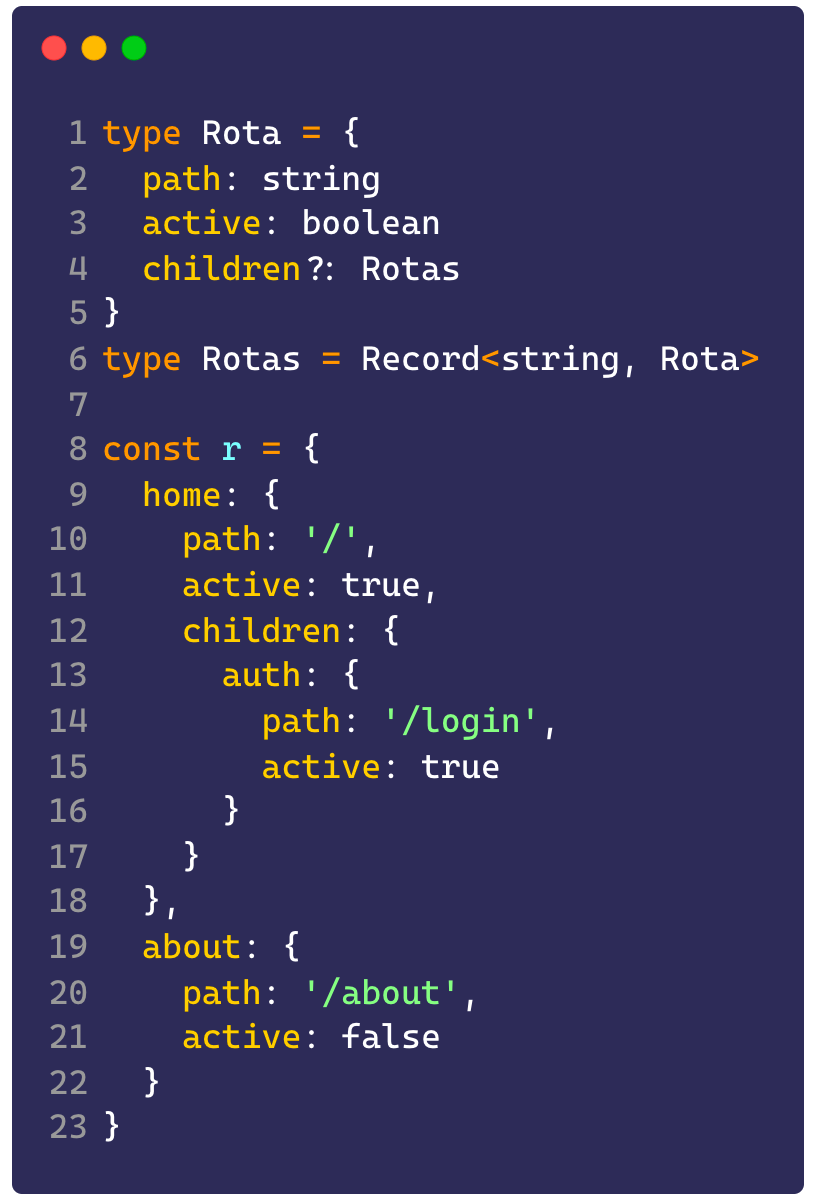 1 type Rota = {
2   path: string
3   active: boolean
4   children?: Rotas
5 }
6 type Rotas = Record<string, Rota>
7
8 const r = {
9   home: {
10     path: '/',
11     active: true,
12     children: {
13       auth: {
14         path: '/login',
15         active: true
16       }
17     }
18   },
19   about: {
20     path: '/about',
21     active: false
22   }
23 }